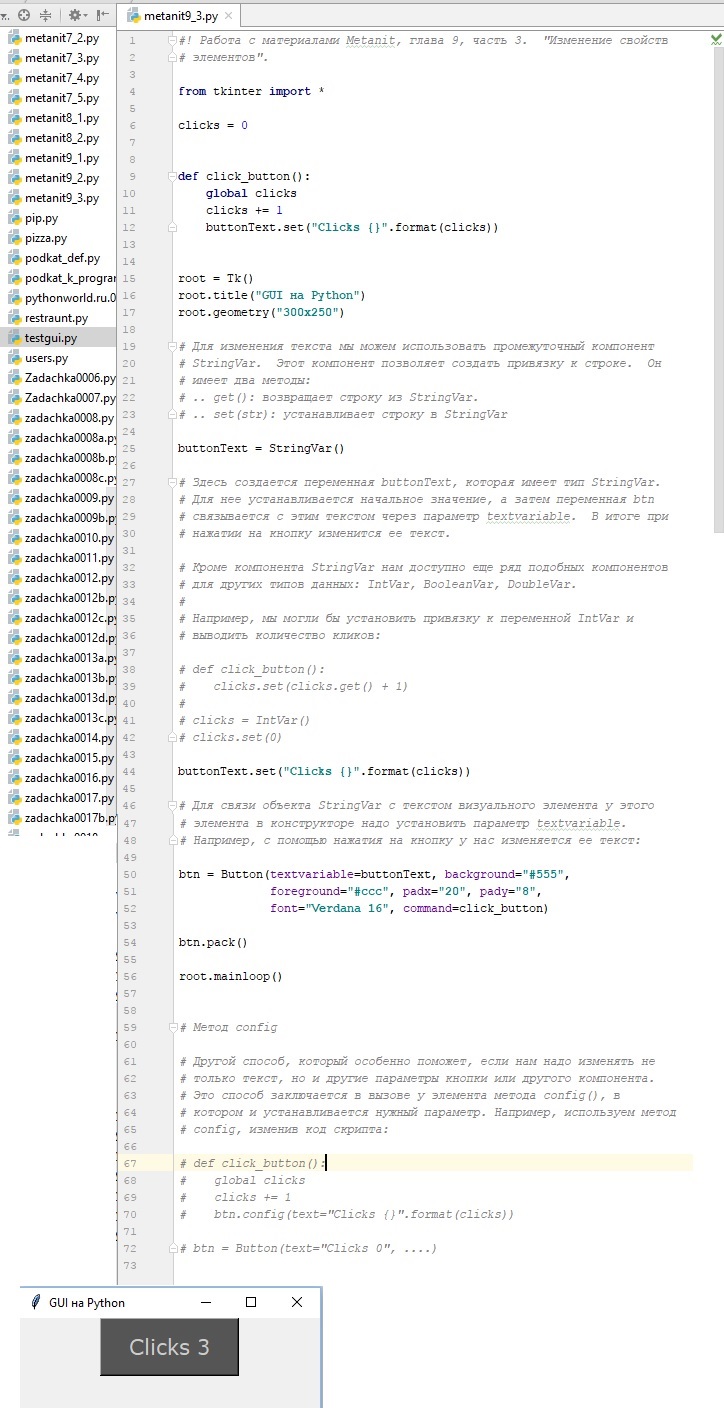 metanit9_3.py
metanit7_2.py
metanit7_3.py
metanit7_4.py
metanit7_5.py
metanit8_1.py
metanit8_2.py
metanit9_1.py
metanit9_2.py
metanit9_3.py
pip.py
pizza.py
podkat_def.py
podkat_k_progra
pythonworld.ru.0
restraunt.py
testgui.py
users.py
Zadachka0006.py
Zadachka0007.py
zadachka0008.py
zadachka0008a.py
zadachka0008b.py
zadachka0008c.py
zadachka0009.py
zadachka0009b.py
zadachka0010.py
zadachka0011.py
zadachka0012.py
zadachka0012b.py
zadachka0012c.py
zadachka0012d.py
zadachka0013a.py
zadachka0013b.py
zadachka0013d.py
zadachka0013c.py
zadachka0014.py
zadachka0015.py
zadachka0016.py
zadachka0017.py
zadachka0017b.py
1 #! Работа с материалами Metanit, глава 9, часть 3.  "Изменение свойств
2 # элементов".
3
4 from tkinter import *
5
6 clicks = 0
7
8
9 def click_button():
10     global clicks
11     clicks += 1
12     buttonText.set("Clicks {}".format(clicks))
13
14
15 root = Tk()
16 root.title("GUI на Python")
17 root.geometry("300x250")
18
19 # Для изменения текста мы можем использовать промежуточный компонент
20 # StringVar.  Этот компонент позволяет создать привязку к строке.  Он
21 # имеет два методы:
22 # .. get(): возвращает строку из StringVar.
23 # .. set(str): устанавливает строку в StringVar
24
25 buttonText = StringVar()
26
27 # Здесь создается переменная buttonText, которая имеет тип StringVar.
28 # Для нее устанавливается начальное значение, а затем переменная btn
29 # связывается с этим текстом через параметр textvariable.  В итоге при
30 # нажатии на кнопку изменится ее текст.
31
32 # Кроме компонента StringVar нам доступно еще ряд подобных компонентов
33 # для других типов данных: IntVar, BooleanVar, DoubleVar.
34 #
35 # Например, мы могли бы установить привязку к переменной IntVar и
36 # выводить количество кликов:
37
38 # def click_button():
39 #    clicks.set(clicks.get() + 1)
40 #
41 # clicks = IntVar()
42 # clicks.set(0)
43
44 buttonText.set("Clicks {}".format(clicks))
45
46 # Для связи объекта StringVar с текстом визуального элемента у этого
47 # элемента в конструкторе надо установить параметр textvariable.
48 # Например, с помощью нажатия на кнопку у нас изменяется ее текст:
49
50 btn = Button(textvariable=buttonText, background="#555",
51              foreground="#ccc", padx="20", pady="8",
52              font="Verdana 16", command=click_button)
53
54 btn.pack()
55
56 root.mainloop()
57
58
59 # Метод config
60
61 # Другой способ, который особенно поможет, если нам надо изменять не
62 # только текст, но и другие параметры кнопки или другого компонента.
63 # Это способ заключается в вызове у элемента метода config(), в
64 # котором и устанавливается нужный параметр. Например, используем метод
65 # config, изменив код скрипта:
66
67 # def click_button():
68 #    global clicks
69 #    clicks += 1
70 #    btn.config(text="Clicks {}".format(clicks))
71
72 # btn = Button(text="Clicks 0", ....)
73
GUI на Python
Clicks 3